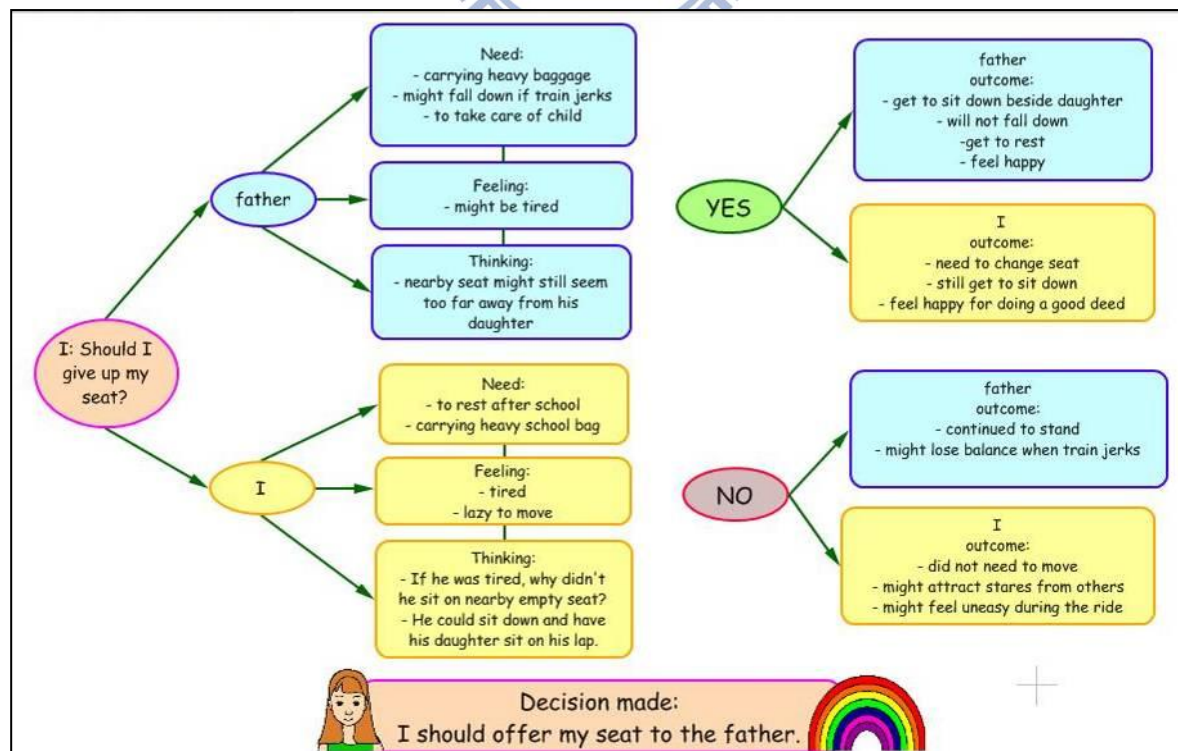 I: Should I
give up my
seat?
father
Need:
- carrying heavy baggage
- might fall down if train jerks
- to take care of child
Feeling:
- might be tired
Thinking:
- nearby seat might still seem
too far away from his
daughter
I
Need:
- to rest after school
- carrying heavy school bag
Feeling:
- tired
- lazy to move
Thinking:
- If he was tired, why didn't
he sit on nearby empty seat?
- He could sit down and have
his daughter sit on his lap.
YES
father
outcome:
- get to sit down beside daughter
- will not fall down
-get to rest
- feel happy
I
outcome:
- need to change seat
- still get to sit down
- feel happy for doing a good deed
NO
father
outcome:
- continued to stand
- might lose balance when train jerks
I
outcome:
- did not need to move
- might attract stares from others
- might feel uneasy during the ride
Decision made:
I should offer my seat to the father.